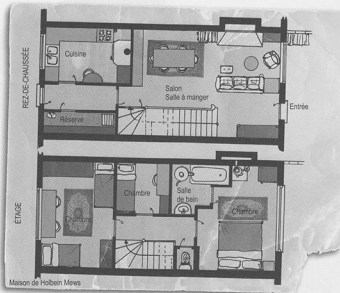 REZ-DE-CHAUSSÉE
Cuisine
Salon
Salle à manger
Entrée
Réserve
ÉTAGE
Chambre
Chambre
Salle
de bain
Chambre
Maison de Holbein Mews